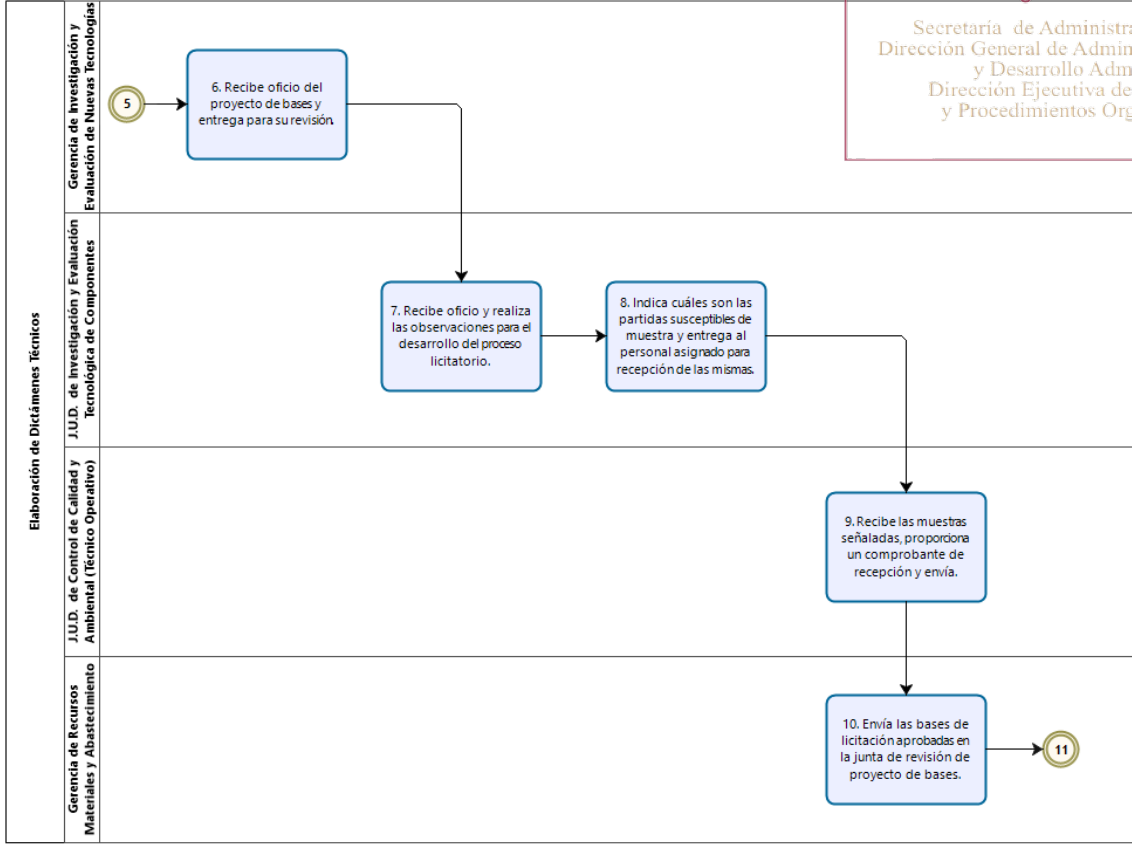 Secretaría de Administra
Dirección General de Admin
y Desarrollo Adm
Dirección Ejecutiva de
y Procedimientos Org
Elaboración de Dictámenes Técnicos
Gerencia de Investigación y
Evaluación de Nuevas Tecnologías
5
6. Recibe oficio del
proyecto de bases y
entrega para su revisión.
J.U.D. de Investigación y Evaluación
Tecnológica de Componentes
7. Recibe oficio y realiza
las observaciones para el
desarrollo del proceso
licitatorio.
8. Indica cuáles son las
partidas susceptibles de
muestra y entrega al
personal asignado para
recepción de las mismas.
J.U.D. de Control de Calidad y
Ambiental (Técnico Operativo)
9. Recibe las muestras
señaladas, proporciona
un comprobante de
recepción y envía.
Gerencia de Recursos
Materiales y Abastecimiento
10. Envía las bases de
licitación aprobadas en
la junta de revisión de
proyecto de bases.
11